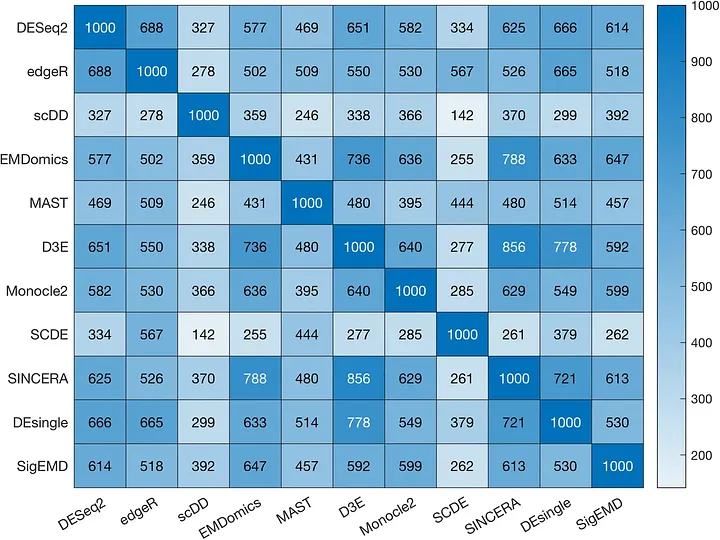 DESeq2 1000 688 327 577 469 651 582 334 625 666 614
edgeR 688 1000 278 502 509 550 530 567 526 665 518
scDD 327 278 1000 359 246 338 366 142 370 299 392
EMDomics 577 502 359 1000 431 736 636 255 788 633 647
MAST 469 509 246 431 1000 480 395 444 480 514 457
D3E 651 550 338 736 480 1000 640 277 856 778 592
Monocle2 582 530 366 636 395 640 1000 285 629 549 599
SCDE 334 567 142 255 444 277 285 1000 261 379 262
SINCERA 625 526 370 788 480 856 629 261 1000 721 613
DEsingle 666 665 299 633 514 778 549 379 721 1000 530
SigEMD 614 518 392 647 457 592 599 262 613 530 1000
DESeq2 edgeR scDD EMDomics MAST D3E Monocle2 SCDE SINCERA DEsingle SigEMD
1000
900
800
700
600
500
400
300
200